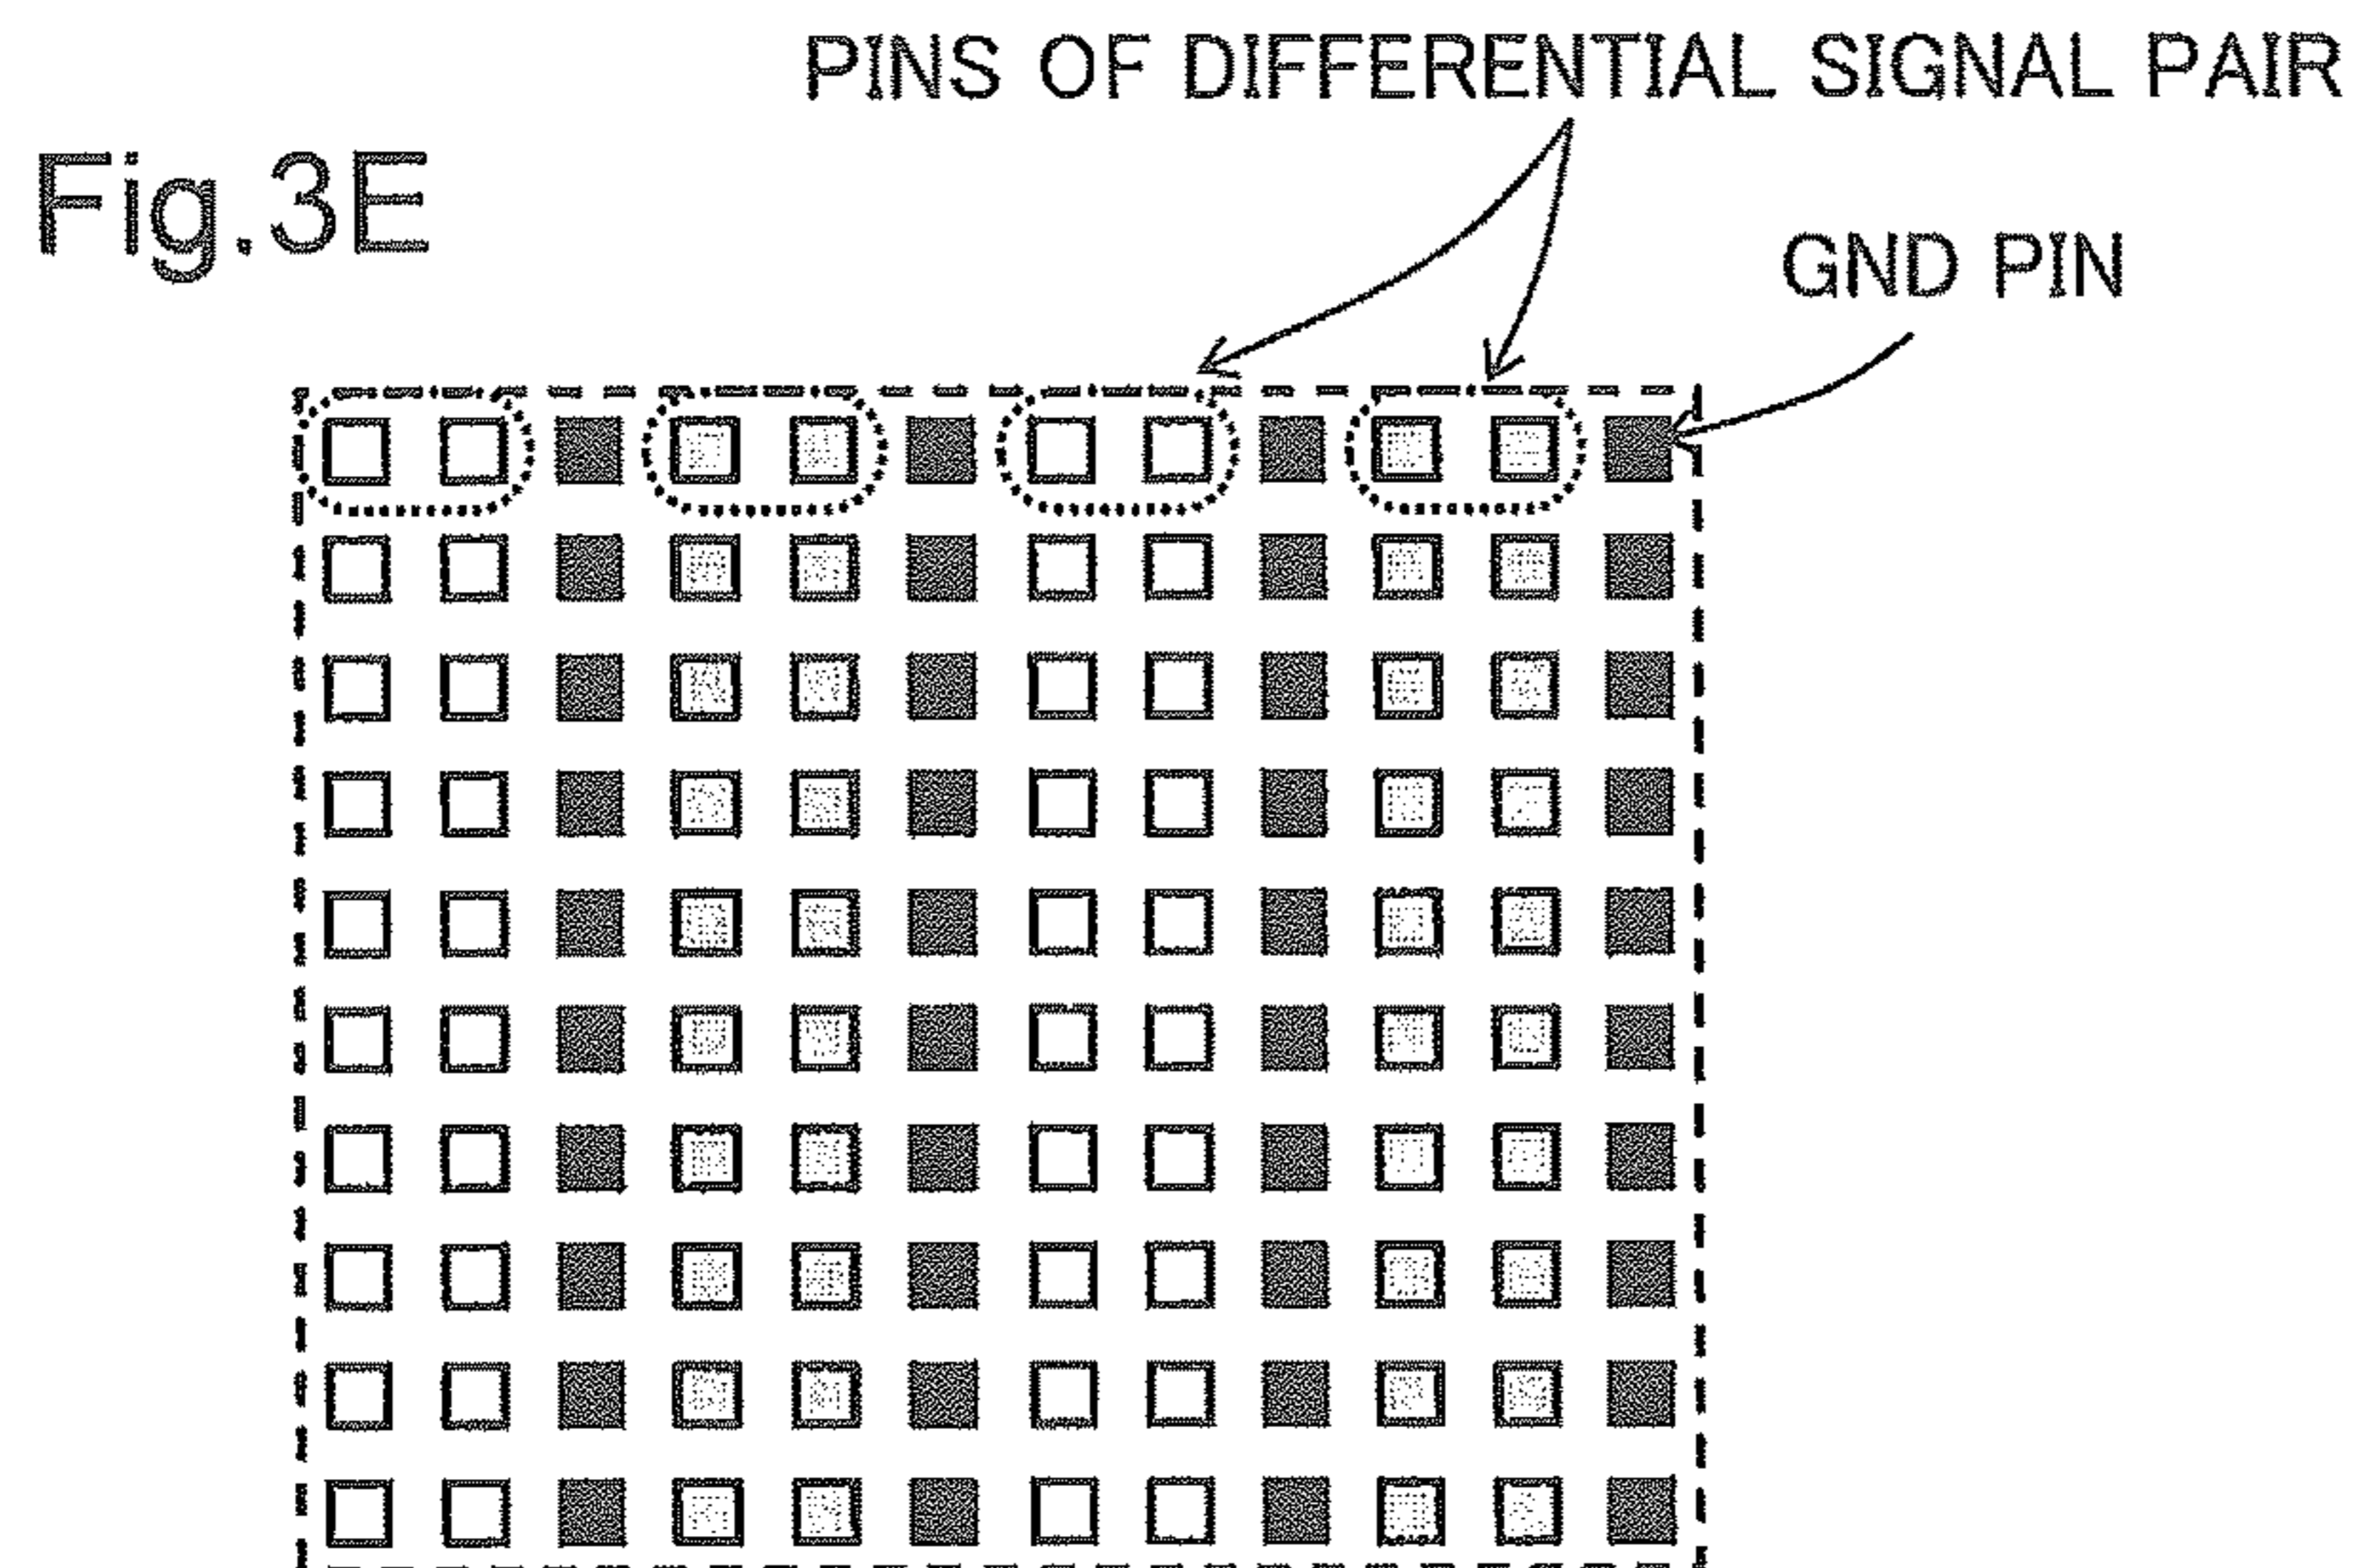 PINS OF DIFFERENTIAL SIGNAL PAIR
Fig.3E
GND PIN